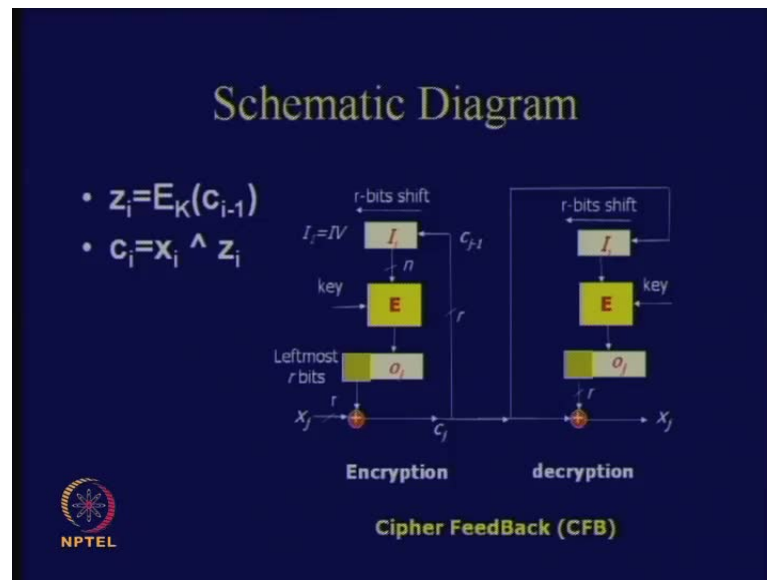 Schematic Diagram
• zᵢ=E_K(cᵢ₋₁)
• cᵢ=xᵢ ^ zᵢ
r-bits shift
I₁=IV
Iⱼ
cⱼ₋₁
n
key
E
r
Leftmost
r bits
oⱼ
r
xⱼ
+
cⱼ
Encryption
r-bits shift
Iⱼ
E
key
oⱼ
r
+
xⱼ
decryption
Cipher FeedBack (CFB)
NPTEL